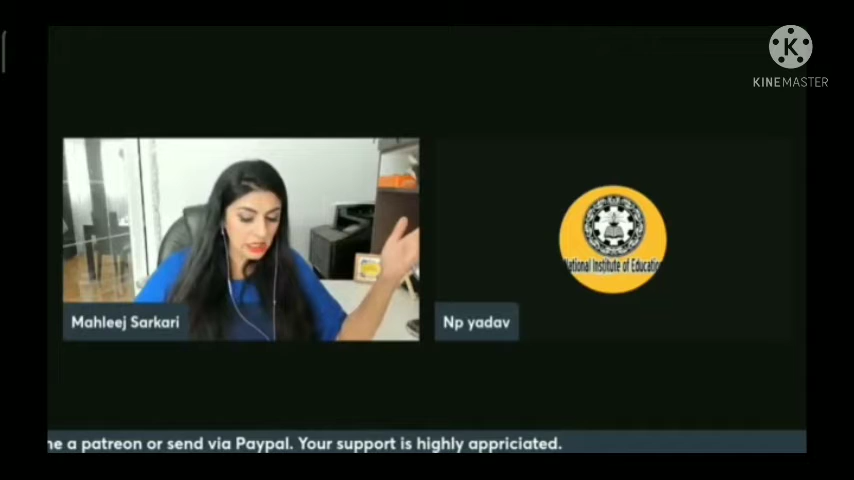 K
KINEMASTER
National Institute of Education
Mahleej Sarkari
Np yadav
me a patreon or send via Paypal. Your support is highly appriciated.